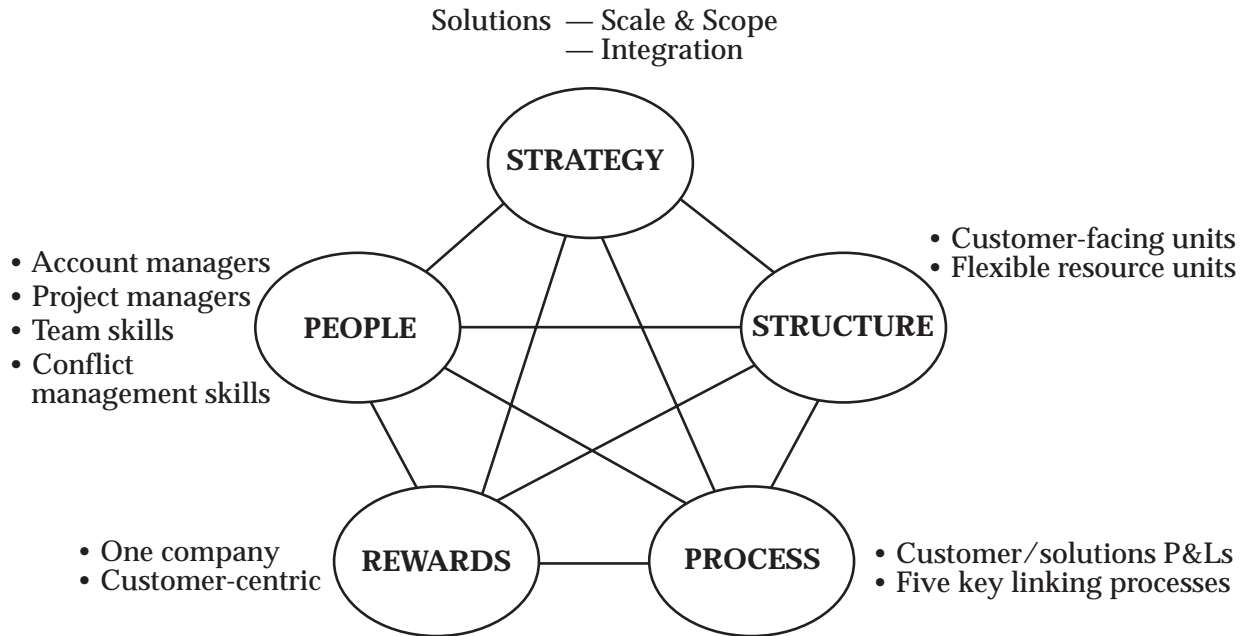 Solutions — Scale & Scope
— Integration
STRATEGY
• Customer-facing units
• Flexible resource units
• Account managers
• Project managers
• Team skills
• Conflict
management skills
PEOPLE
STRUCTURE
• One company
• Customer-centric
REWARDS
PROCESS
• Customer/solutions P&Ls
• Five key linking processes